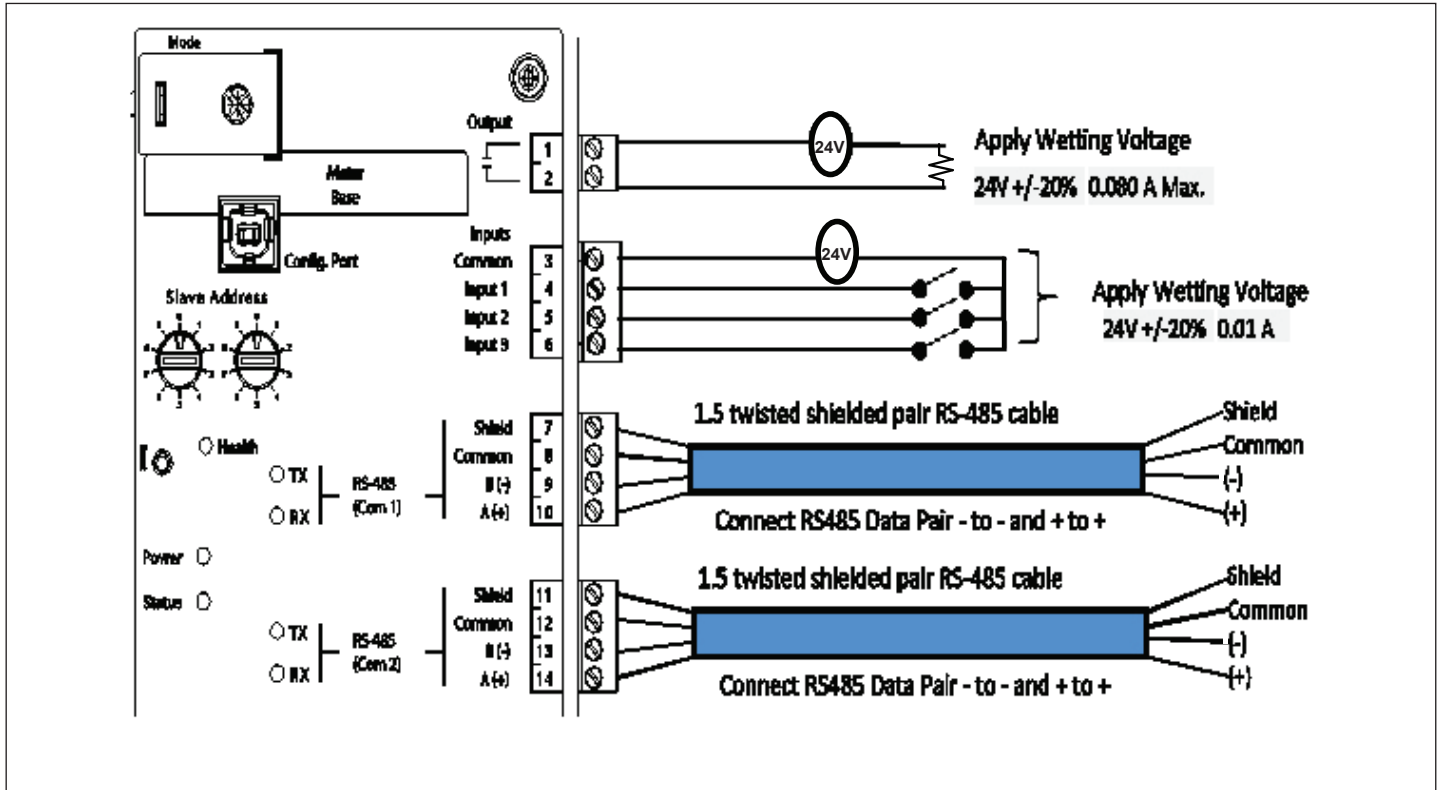 Mode
Output
1
2
24V
Apply Wetting Voltage
24V +/-20% 0.080 A Max.
Meter
Base
Config. Port
Inputs
Common 3
Input 1 4
Input 2 5
Input 3 6
24V
Apply Wetting Voltage
24V +/-20% 0.01 A
Slave Address
Health
TX
RX
RS-485
(Com 1)
Shield 7
Common 8
B (-) 9
A (+) 10
1.5 twisted shielded pair RS-485 cable
Connect RS485 Data Pair - to - and + to +
Shield
Common
(-)
(+)
Power
Status
TX
RX
RS-485
(Com 2)
Shield 11
Common 12
B (-) 13
A (+) 14
1.5 twisted shielded pair RS-485 cable
Connect RS485 Data Pair - to - and + to +
Shield
Common
(-)
(+)